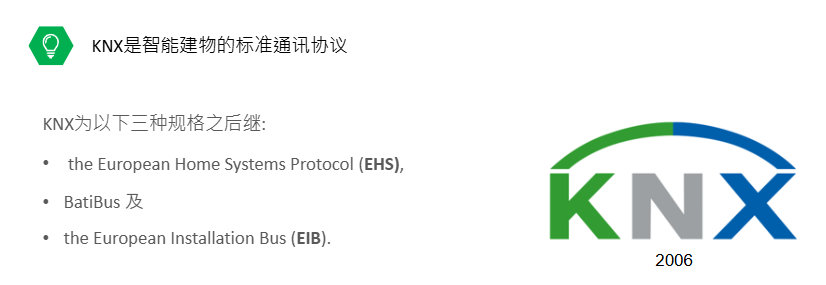 KNX是智能建物的标准通讯协议
KNX为以下三种规格之后继:
• the European Home Systems Protocol (EHS),
• BatiBus 及
• the European Installation Bus (EIB).
KNX
2006